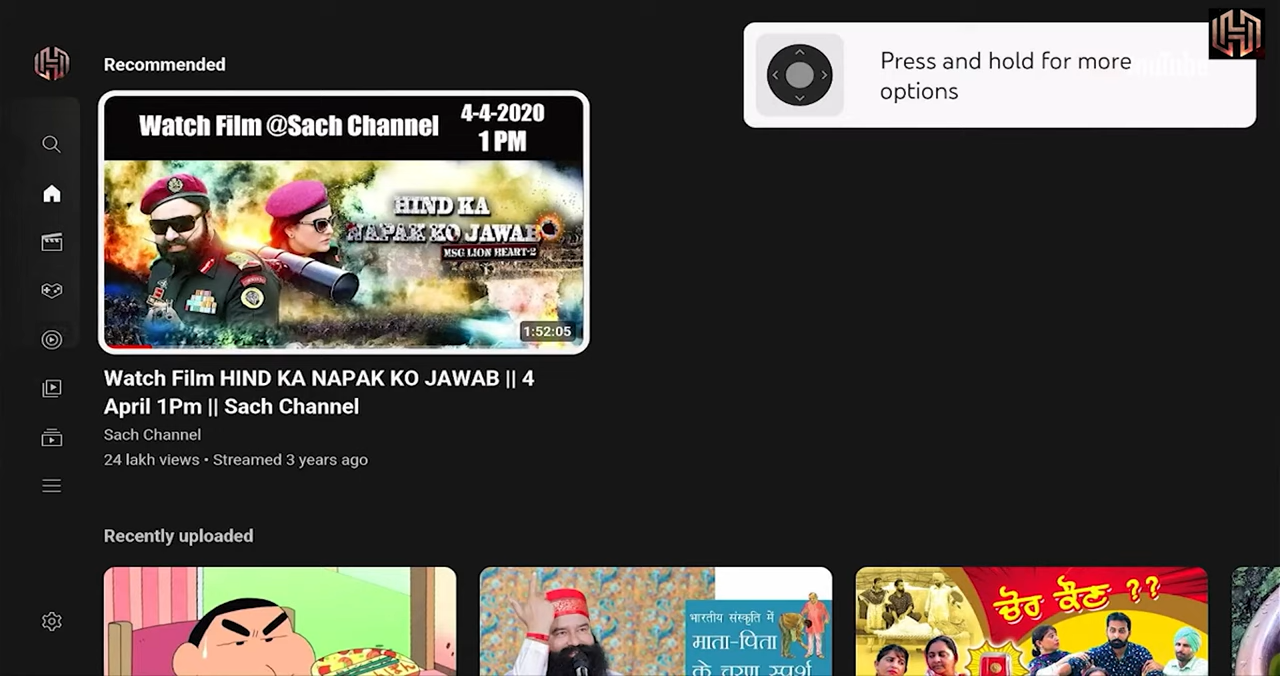 Recommended
Press and hold for more
options
Watch Film @Sach Channel
4-4-2020
1 PM
HIND KA
NAPAK KO JAWAB
MSG LION HEART-2
1:52:05
Watch Film HIND KA NAPAK KO JAWAB || 4
April 1Pm || Sach Channel
Sach Channel
24 lakh views • Streamed 3 years ago
Recently uploaded
भारतीय संस्कृति में
माता-पिता
के चरण स्पर्श
ਚੋਰ ਕੌਣ ??